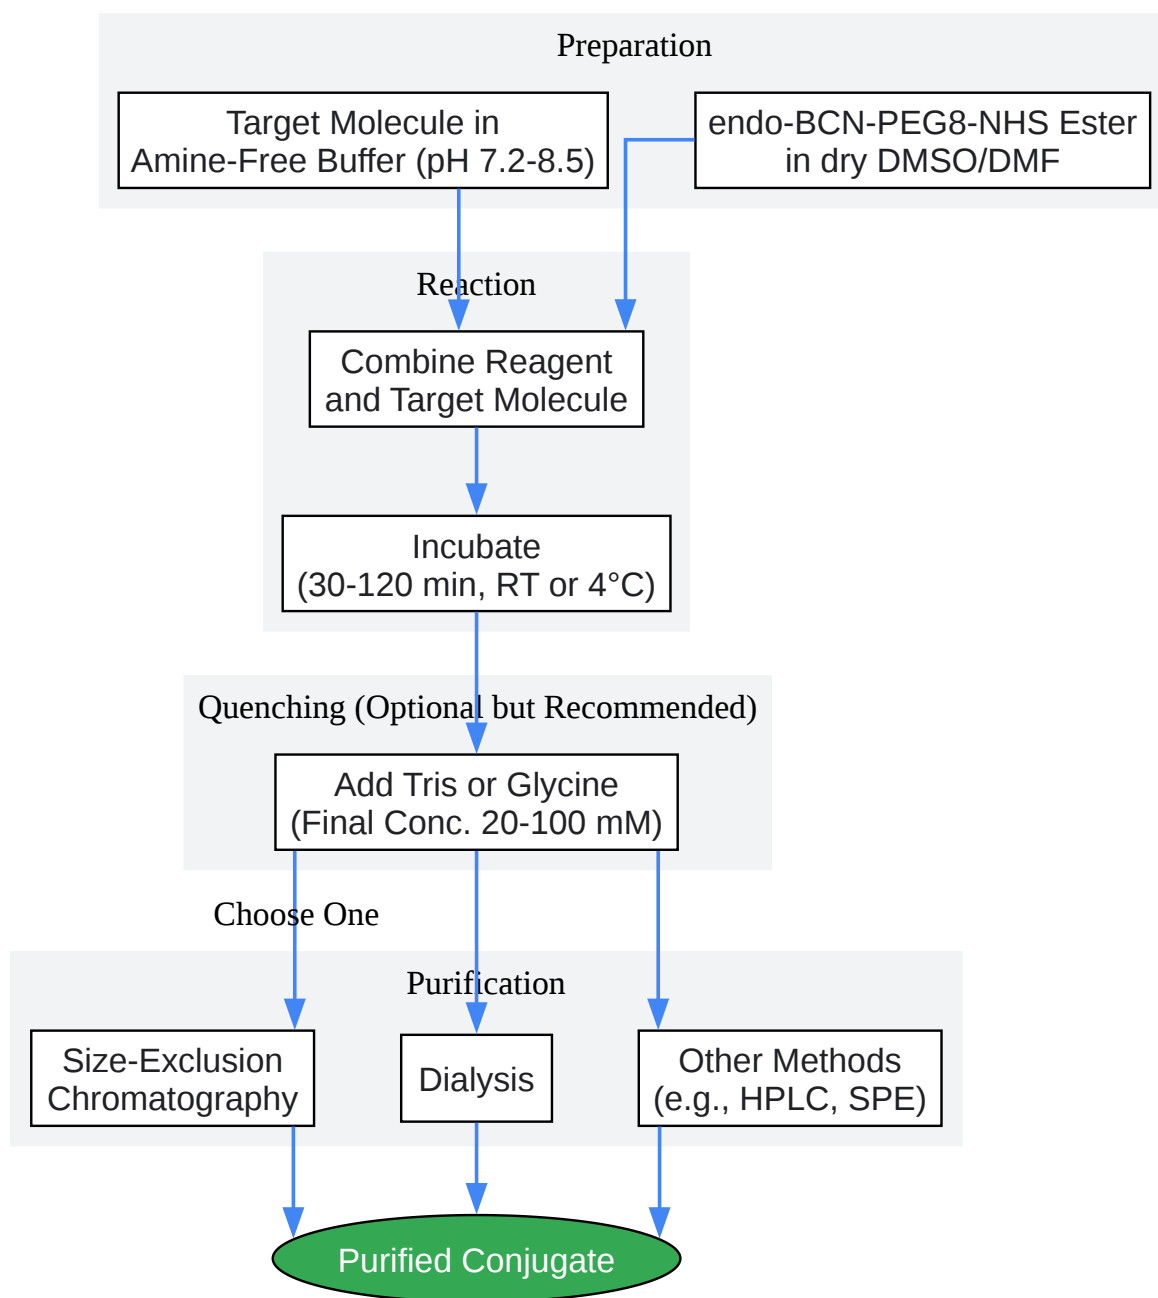 Preparation
Target Molecule in
Amine-Free Buffer (pH 7.2-8.5)
endo-BCN-PEG8-NHS Ester
in dry DMSO/DMF
Reaction
Combine Reagent
and Target Molecule
Incubate
(30-120 min, RT or 4°C)
Quenching (Optional but Recommended)
Add Tris or Glycine
(Final Conc. 20-100 mM)
Choose One
Purification
Size-Exclusion
Chromatography
Dialysis
Other Methods
(e.g., HPLC, SPE)
Purified Conjugate